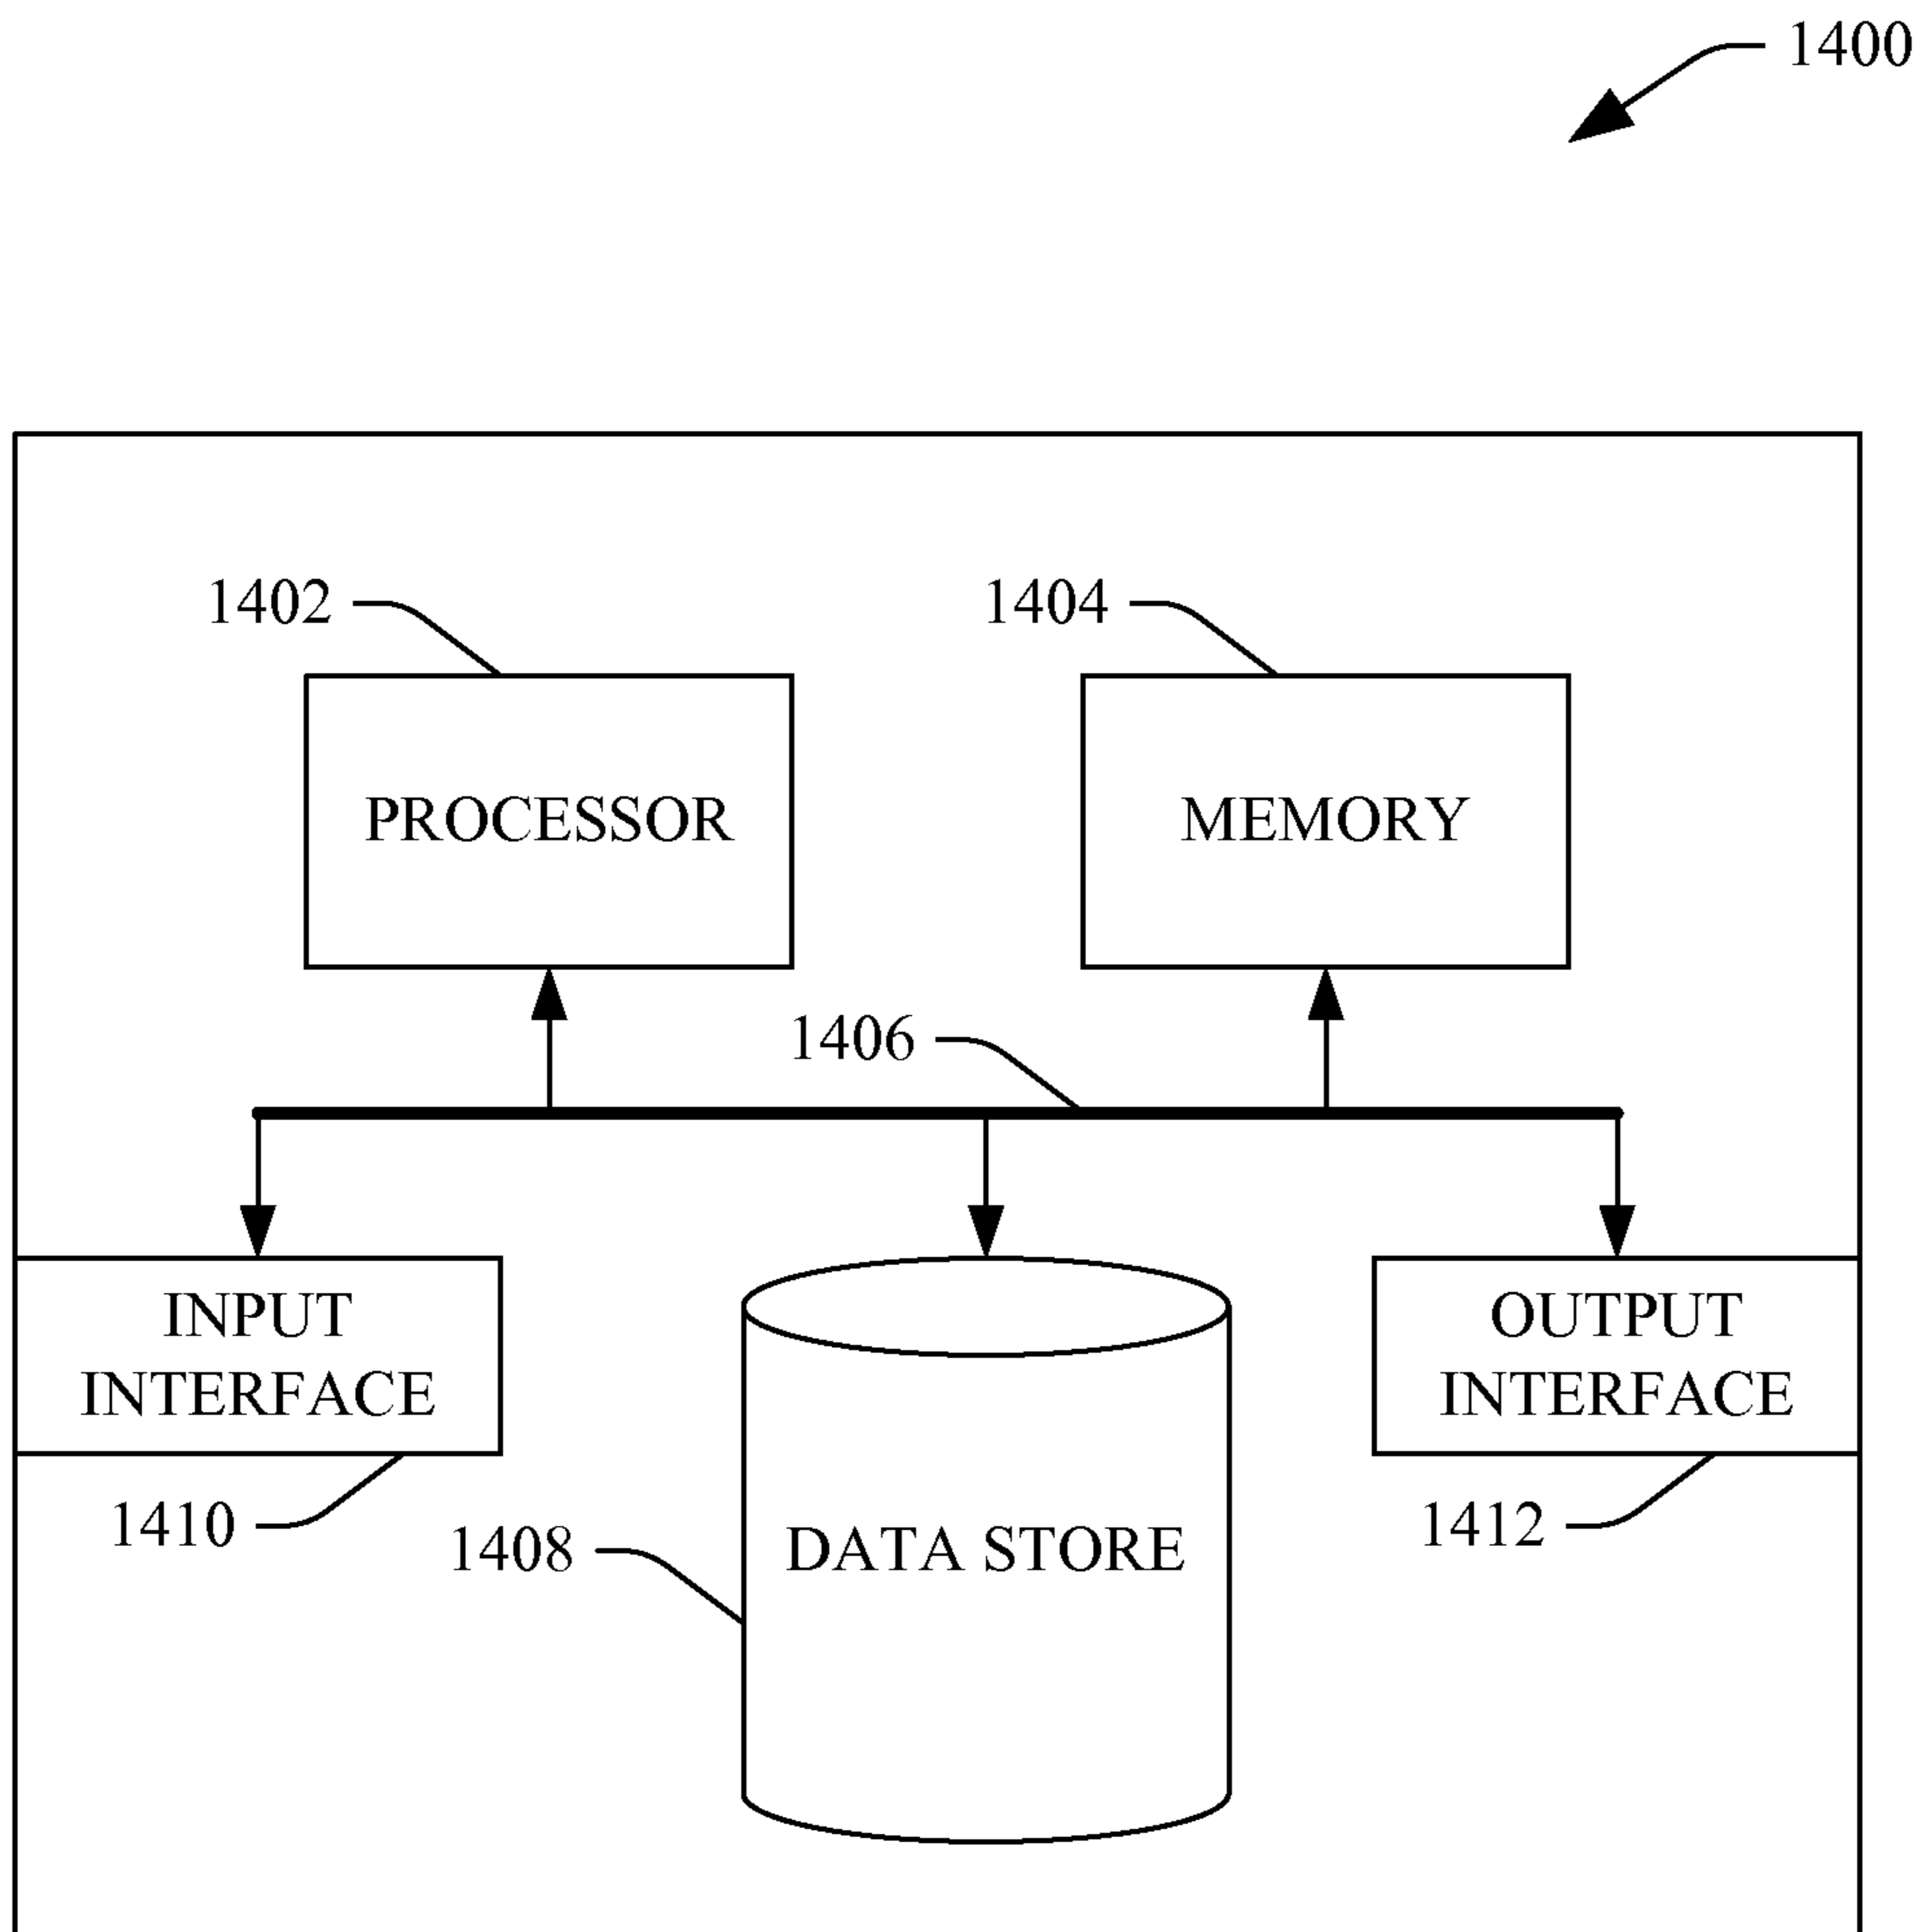 1400
1402
1404
PROCESSOR
MEMORY
1406
INPUT
INTERFACE
OUTPUT
INTERFACE
1410
1408
DATA STORE
1412